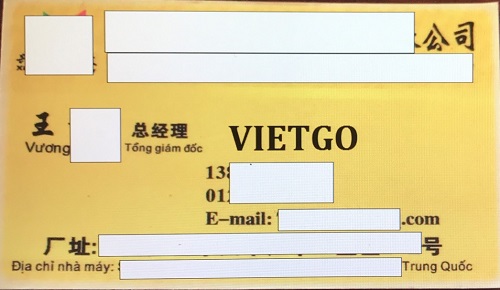 公司
王 总经理
Vương Tổng giám đốc
VIETGO
138
012
E-mail: .com
厂址: 号
Địa chỉ nhà máy: Trung Quốc